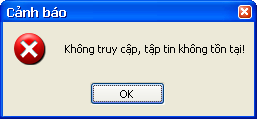 Cảnh báo
Không truy cập, tập tin không tồn tại!
OK